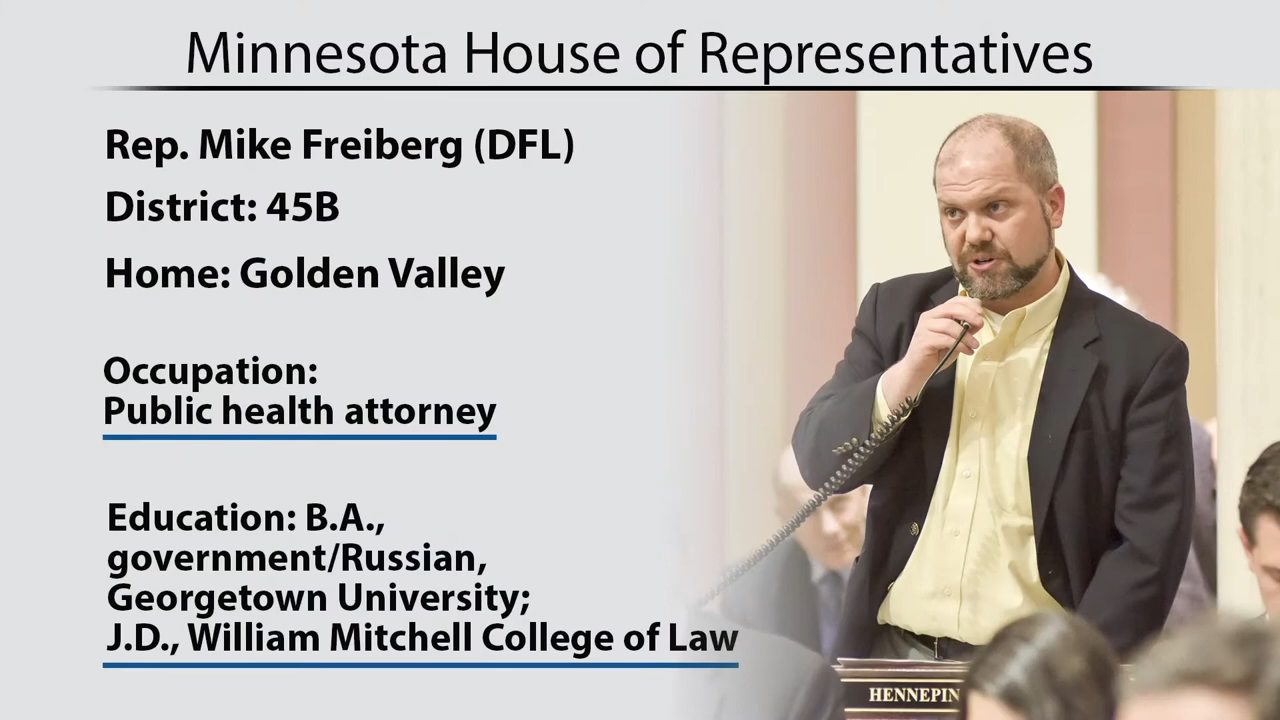 Minnesota House of Representatives
Rep. Mike Freiberg (DFL)
District: 45B
Home: Golden Valley
Occupation:
Public health attorney
Education: B.A.,
government/Russian,
Georgetown University;
J.D., William Mitchell College of Law
HENNEPIN